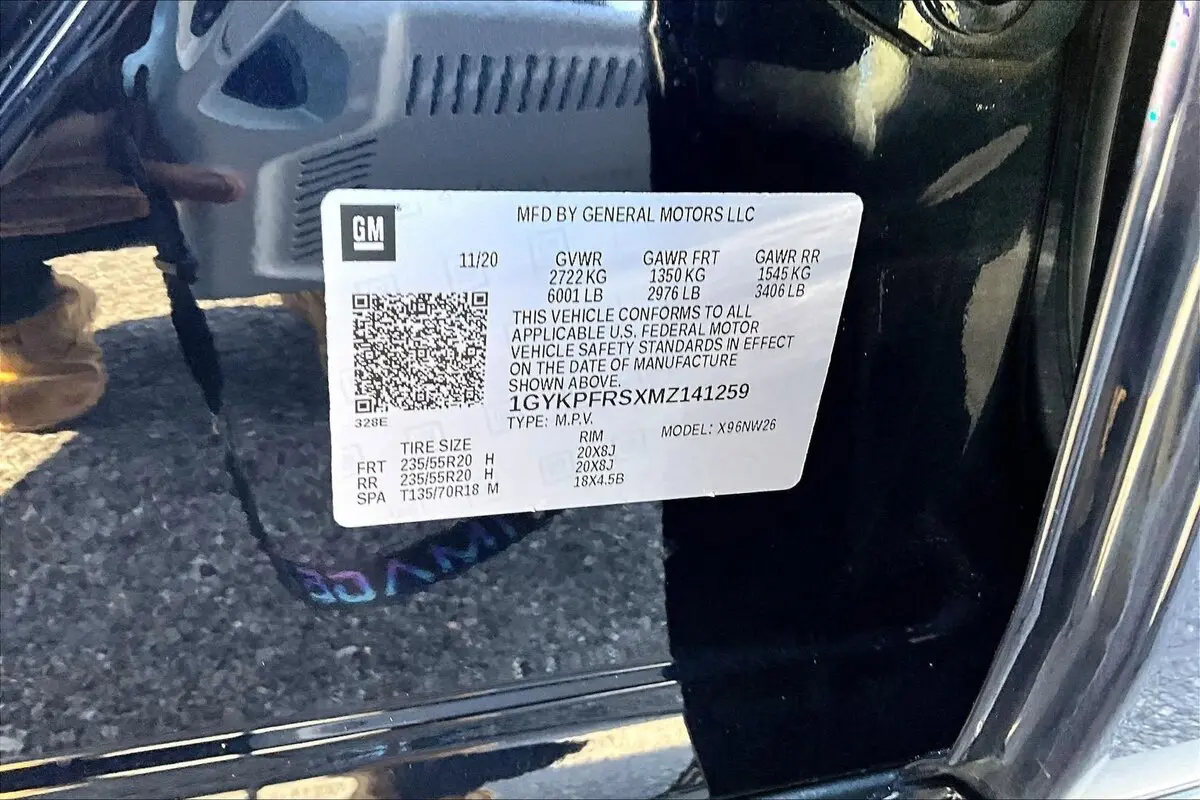 GM
MFD BY GENERAL MOTORS LLC
11/20 GVWR GAWR FRT GAWR RR
2722 KG 1350 KG 1545 KG
6001 LB 2976 LB 3406 LB
THIS VEHICLE CONFORMS TO ALL
APPLICABLE U.S. FEDERAL MOTOR
VEHICLE SAFETY STANDARDS IN EFFECT
ON THE DATE OF MANUFACTURE
SHOWN ABOVE.
1GYKPFRSXMZ141259
328E
TYPE: M.P.V. MODEL: X96NW26
TIRE SIZE RIM
FRT 235/55R20 H 20X8J
RR 235/55R20 H 20X8J
SPA T135/70R18 M 18X4.5B